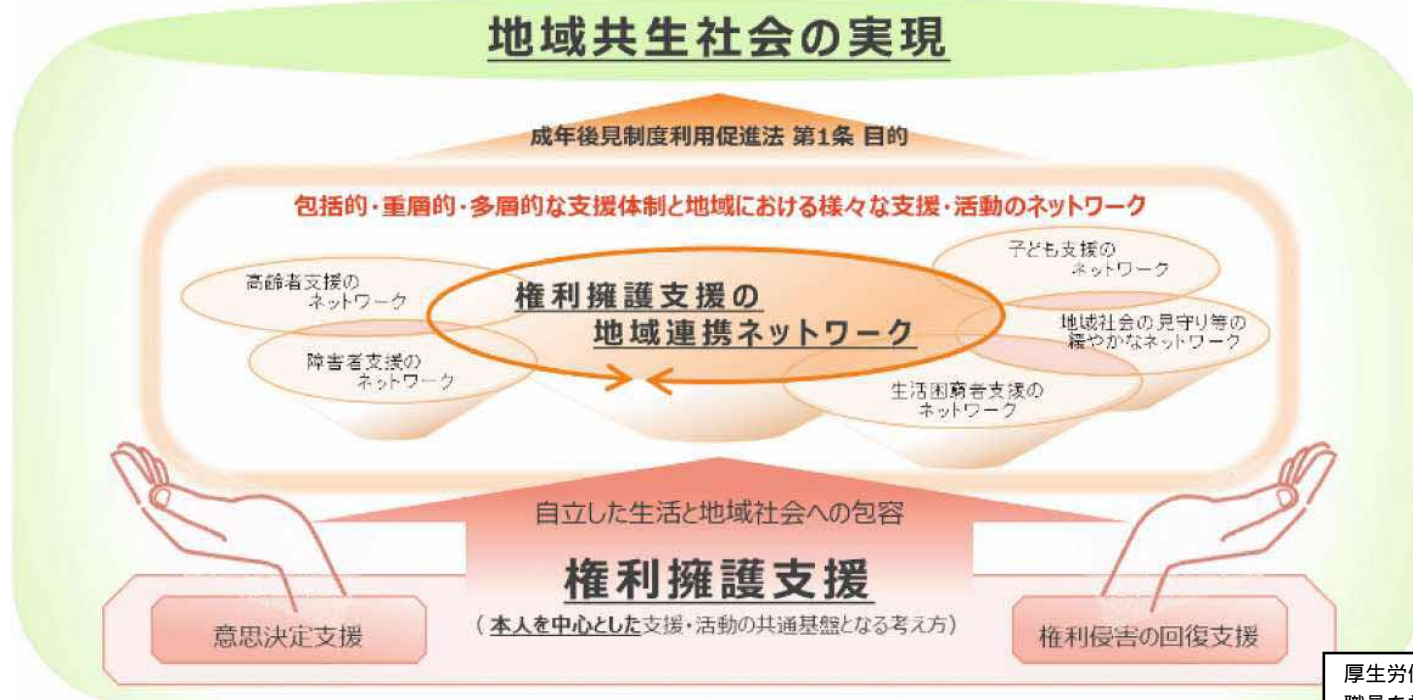 地域共生社会の実現
成年後見制度利用促進法 第1条 目的
包括的・重層的・多層的な支援体制と地域における様々な支援・活動のネットワーク
高齢者支援の
ネットワーク
権利擁護支援の
地域連携ネットワーク
子ども支援の
ネットワーク
障害者支援の
ネットワーク
地域社会の見守り等の
緩やかなネットワーク
生活困窮者支援の
ネットワーク
自立した生活と地域社会への包容
権利擁護支援
(本人を中心とした支援・活動の共通基盤となる考え方)
意思決定支援
権利侵害の回復支援
厚生労